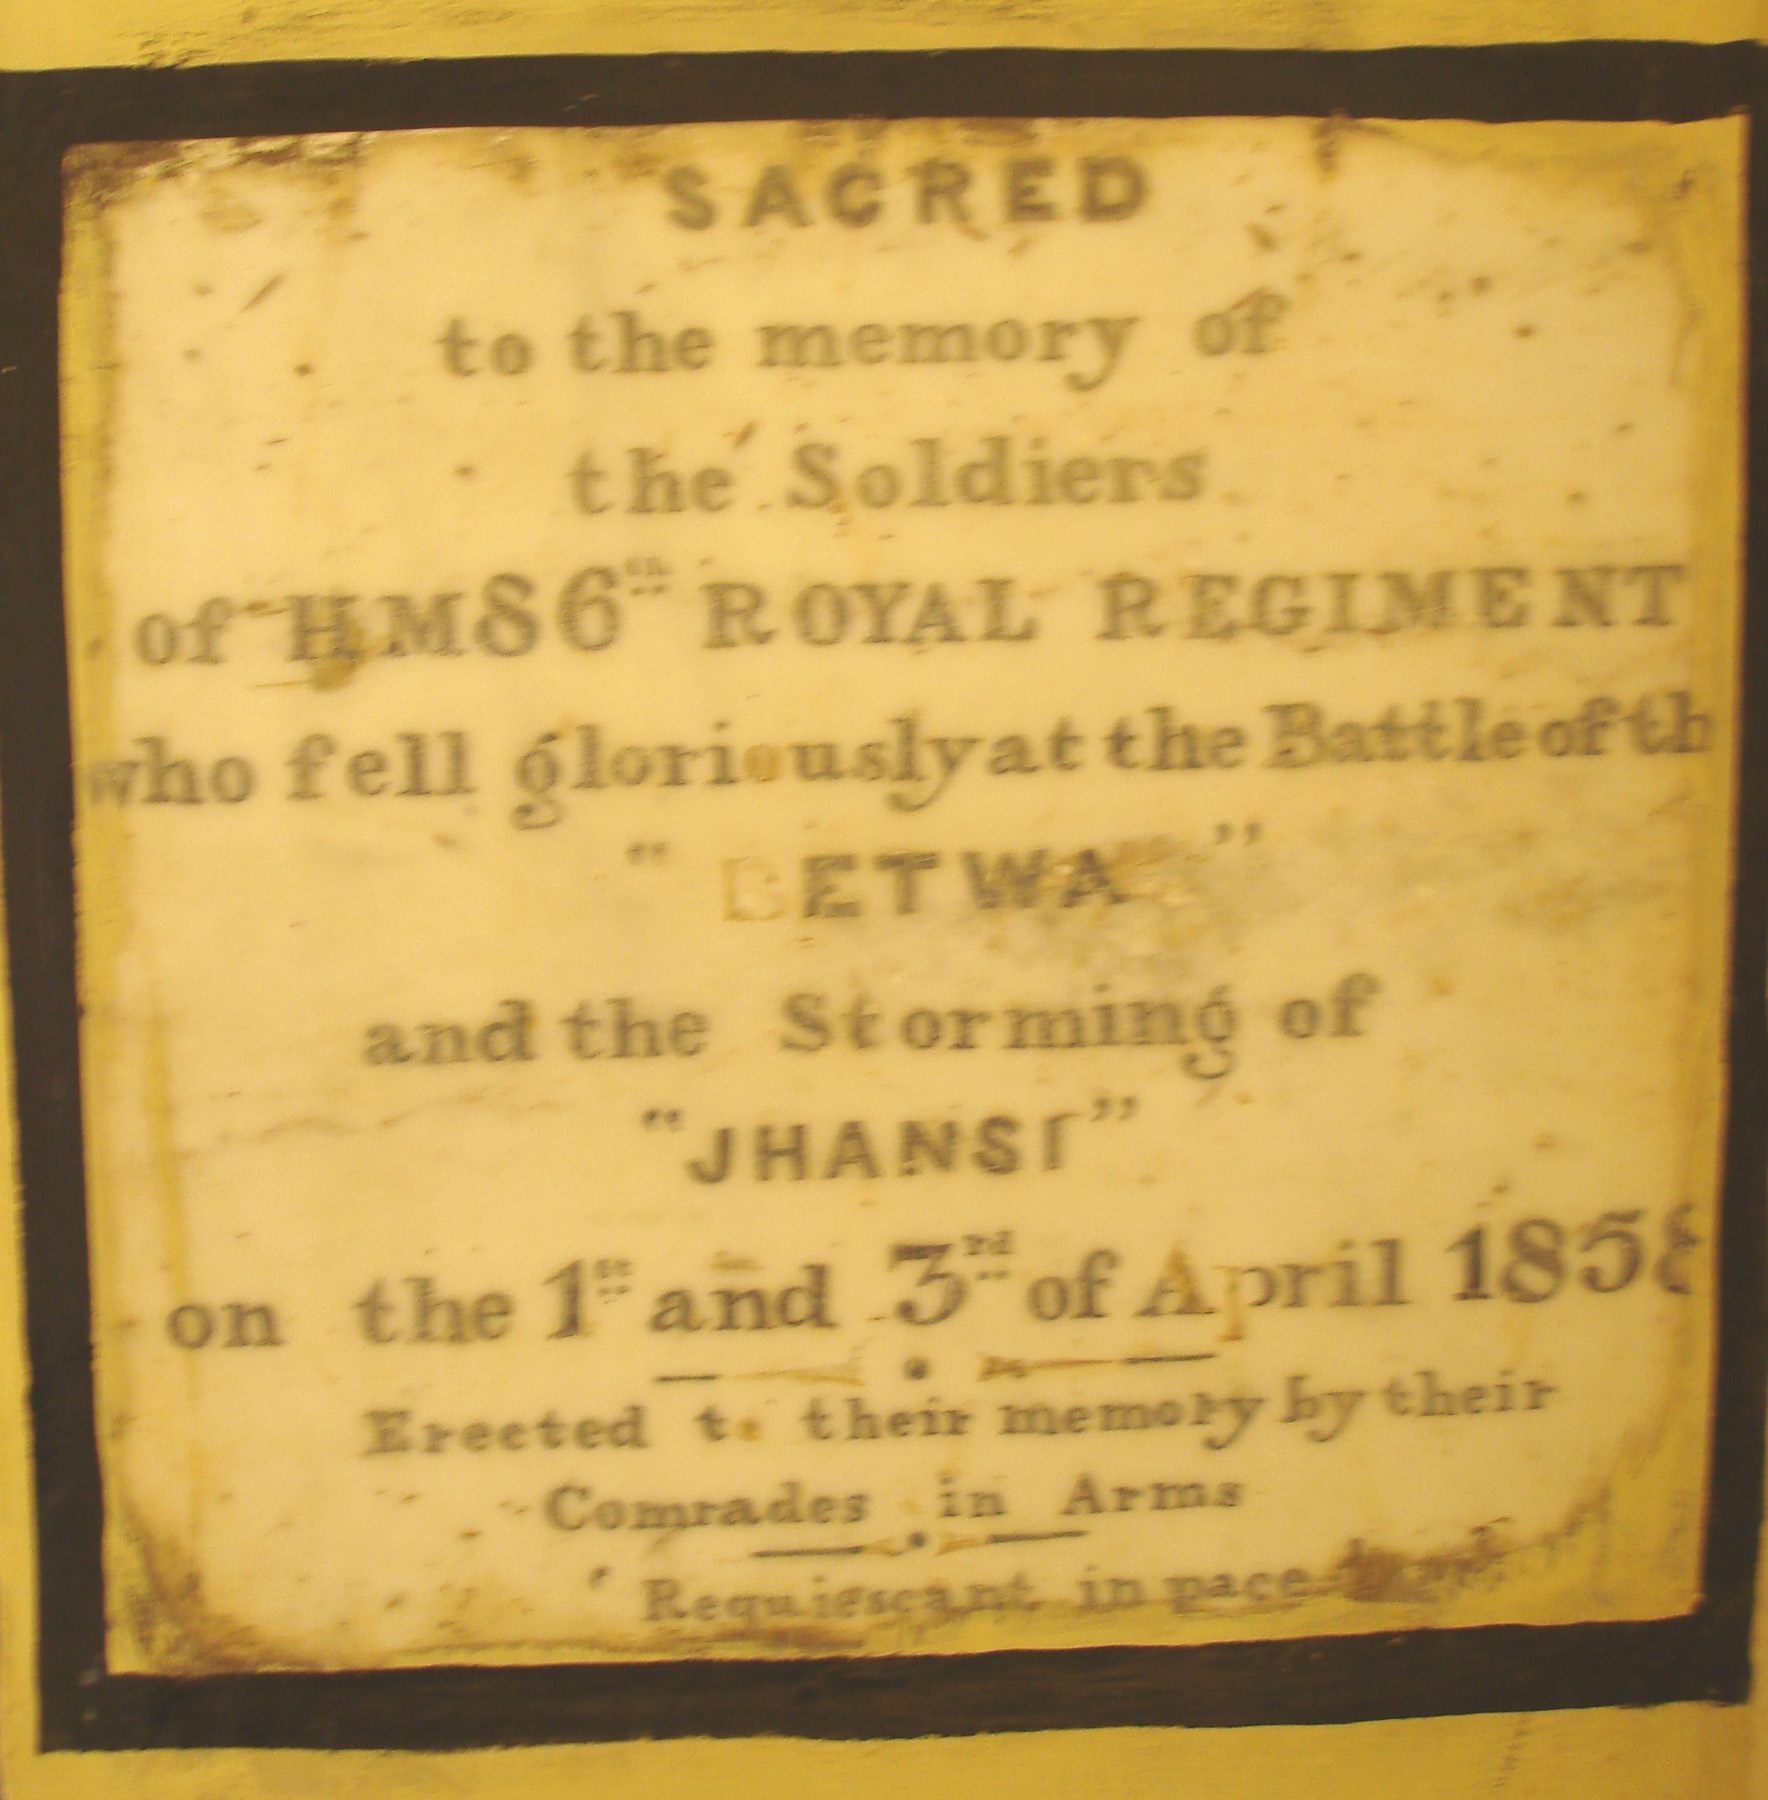 SACRED
to the memory of
the Soldiers
of HM 86th ROYAL REGIMENT
who fell gloriously at the Battle of th
" BETWA "
and the Storming of
"JHANSI"
on the 1st and 3rd of April 1858
Erected to their memory by their
Comrades in Arms
Requiescant in pace